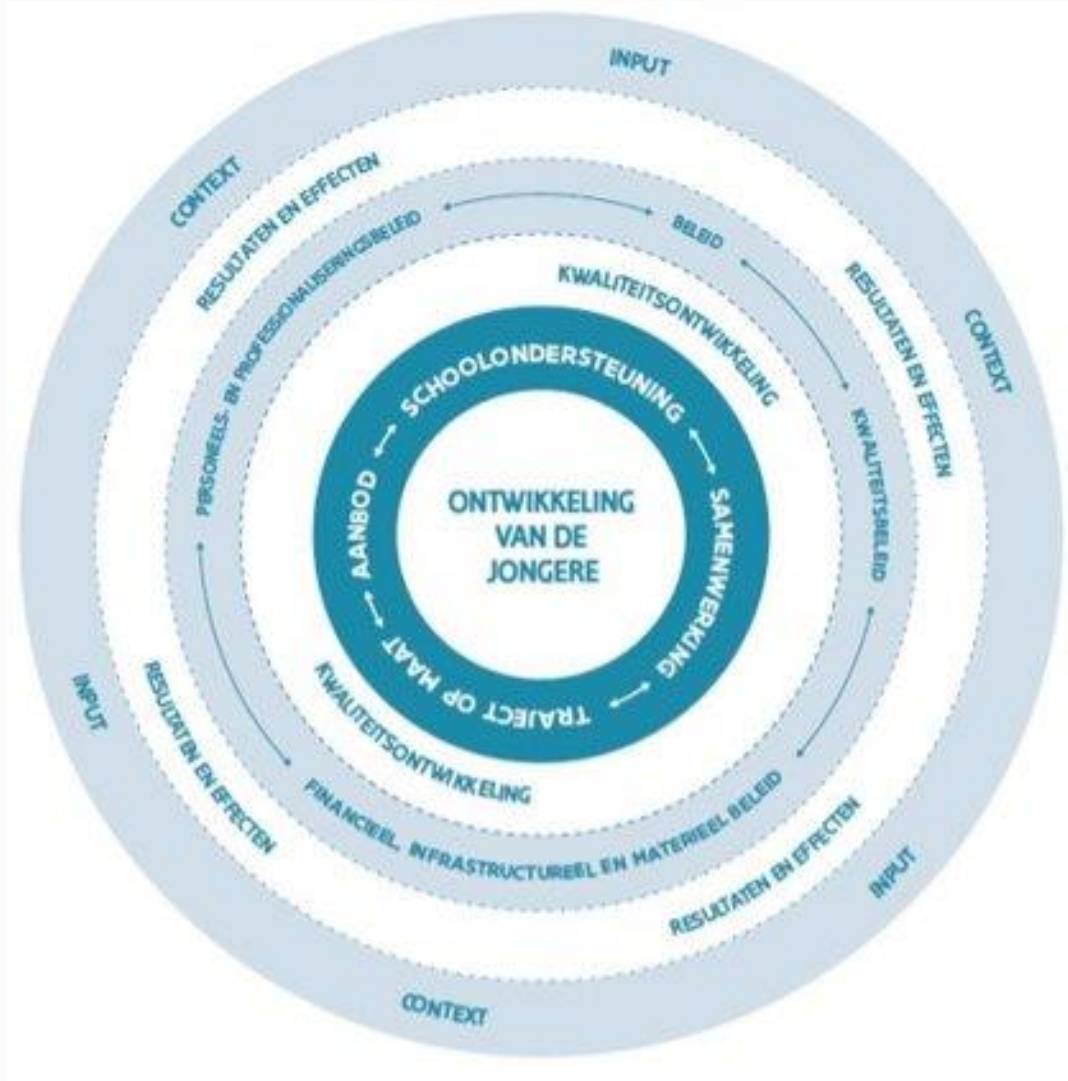 INPUT
CONTEXT
CONTEXT
INPUT
INPUT
CONTEXT
RESULTATEN EN EFFECTEN
RESULTATEN EN EFFECTEN
RESULTATEN EN EFFECTEN
RESULTATEN EN EFFECTEN
PERSONEELS- EN PROFESSIONALISERINGSBELEID
BELEID
KWALITEITSBELEID
FINANCIEEL, INFRASTRUCTUREEL EN MATERIEEL BELEID
KWALITEITSONTWIKKELING
KWALITEITSONTWIKKELING
SCHOOLONDERSTEUNING
SAMENWERKING
TRAJECT OP MAAT
AANBOD
ONTWIKKELING
VAN DE
JONGERE